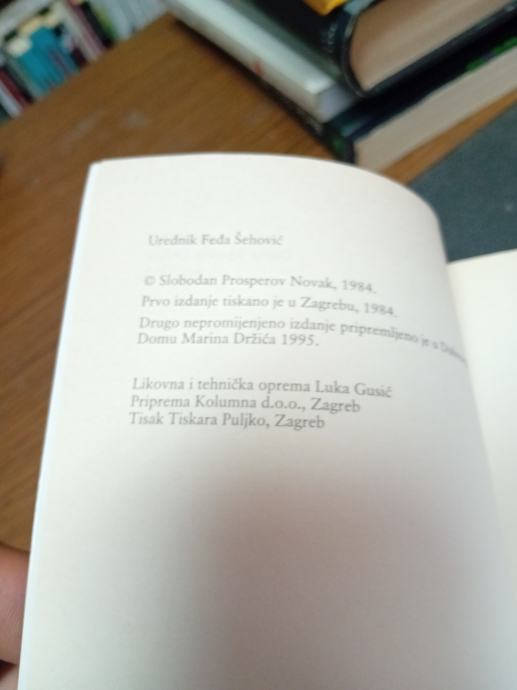 Urednik Feđa Šehović
© Slobodan Prosperov Novak, 1984.
Prvo izdanje tiskano je u Zagrebu, 1984.
Drugo nepromijenjeno izdanje pripremljeno je u
Domu Marina Držića 1995.
Likovna i tehnička oprema Luka Gusić
Priprema Kolumna d.o.o., Zagreb
Tisak Tiskara Puljko, Zagreb